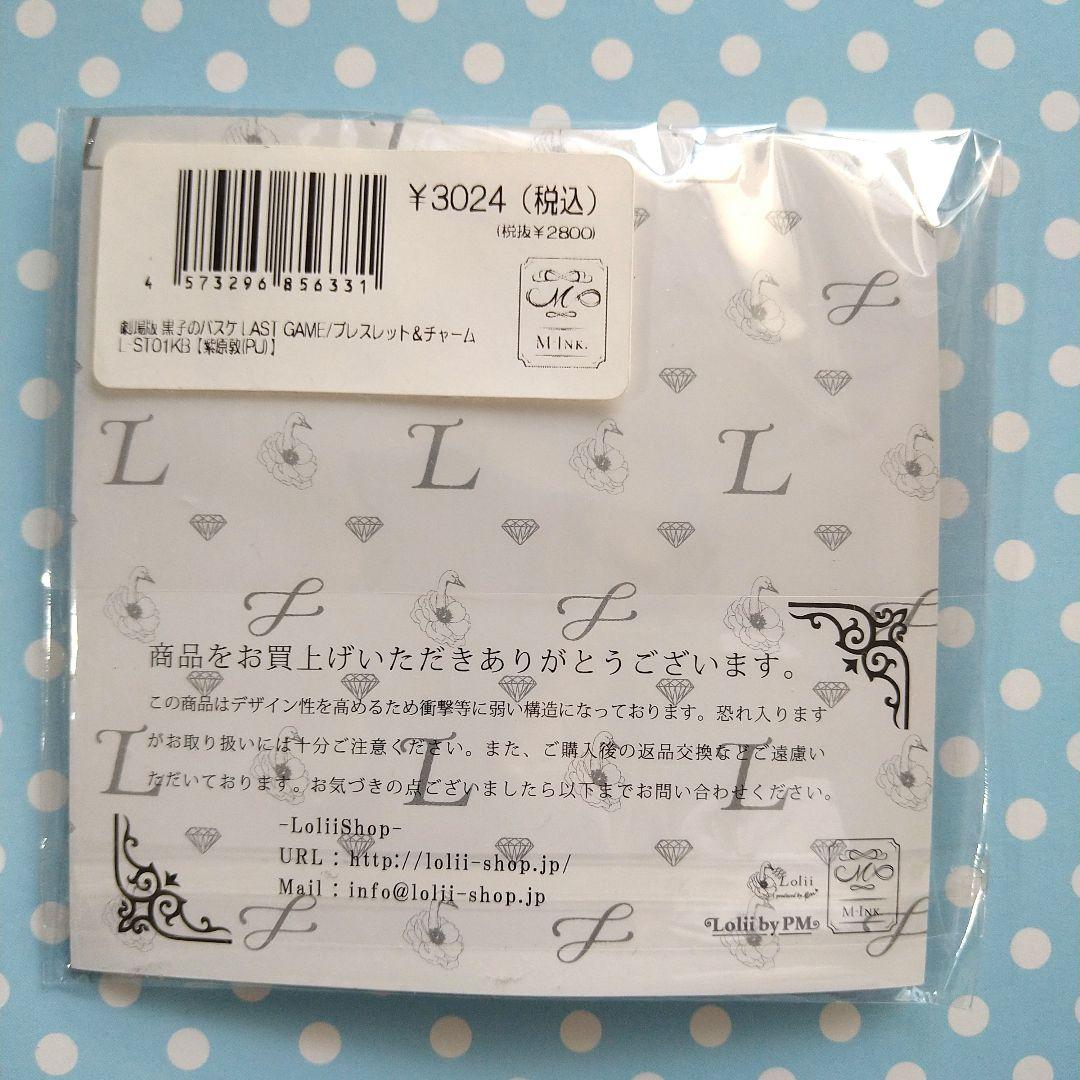 ¥3024（税込）
(税抜¥2800)
4 573296 856331
劇場版 黒子のバスケ LAST GAME/ブレスレット&チャーム
L-ST01KB【紫原敦(PU)】
M-INK.
L L L
商品をお買上げいただきありがとうございます。
この商品はデザイン性を高めるため衝撃等に弱い構造になっております。恐れ入ります
がお取り扱いには十分ご注意ください。また、ご購入後の返品交換などご遠慮い
ただいております。お気づきの点ございましたら以下までお問い合わせください。
L L L
-LoliiShop-
URL：http://lolii-shop.jp/
Mail：info@lolii-shop.jp
Lolii
Lolii by PM
M-INK.